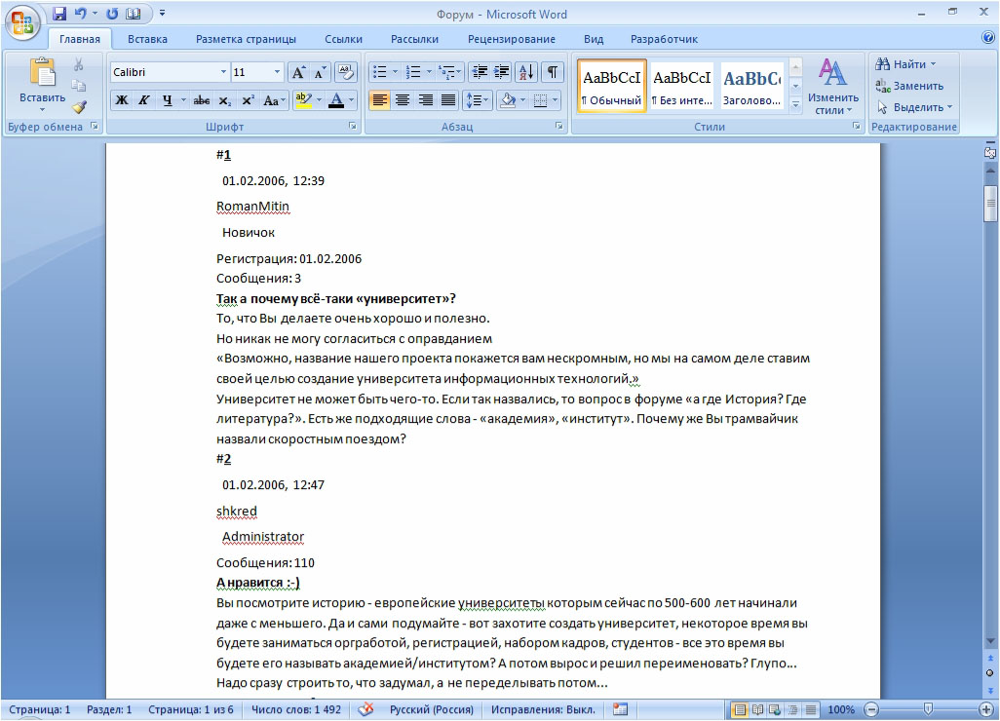 Форум - Microsoft Word
Главная Вставка Разметка страницы Ссылки Рассылки Рецензирование Вид Разработчик
Вставить
Буфер обмена
Calibri 11
Ж К Ч abc x₂ x² Aa
Шрифт
Абзац
AaBbCcI AaBbCcI AaBbC
¶ Обычный ¶ Без инте... Заголово...
Изменить стили
Стили
Найти
Заменить
Выделить
Редактирование
#1
01.02.2006, 12:39
RomanMitin
Новичок
Регистрация: 01.02.2006
Сообщения: 3
Так а почему всё-таки «университет»?
То, что Вы делаете очень хорошо и полезно.
Но никак не могу согласиться с оправданием
«Возможно, название нашего проекта покажется вам нескромным, но мы на самом деле ставим
своей целью создание университета информационных технологий.»
Университет не может быть чего-то. Если так назвались, то вопрос в форуме «а где История? Где
литература?». Есть же подходящие слова - «академия», «институт». Почему же Вы трамвайчик
назвали скоростным поездом?
#2
01.02.2006, 12:47
shkred
Administrator
Сообщения: 110
А нравится :-)
Вы посмотрите историю - европейские университеты которым сейчас по 500-600 лет начинали
даже с меньшего. Да и сами подумайте - вот захотите создать университет, некоторое время вы
будете заниматься оргработой, регистрацией, набором кадров, студентов - все это время вы
будете его называть академией/институтом? А потом вырос и решил переименовать? Глупо...
Надо сразу строить то, что задумал, а не переделывать потом...
Страница: 1 Раздел: 1 Страница: 1 из 6 Число слов: 1 492 Русский (Россия) Исправления: Выкл. 100%